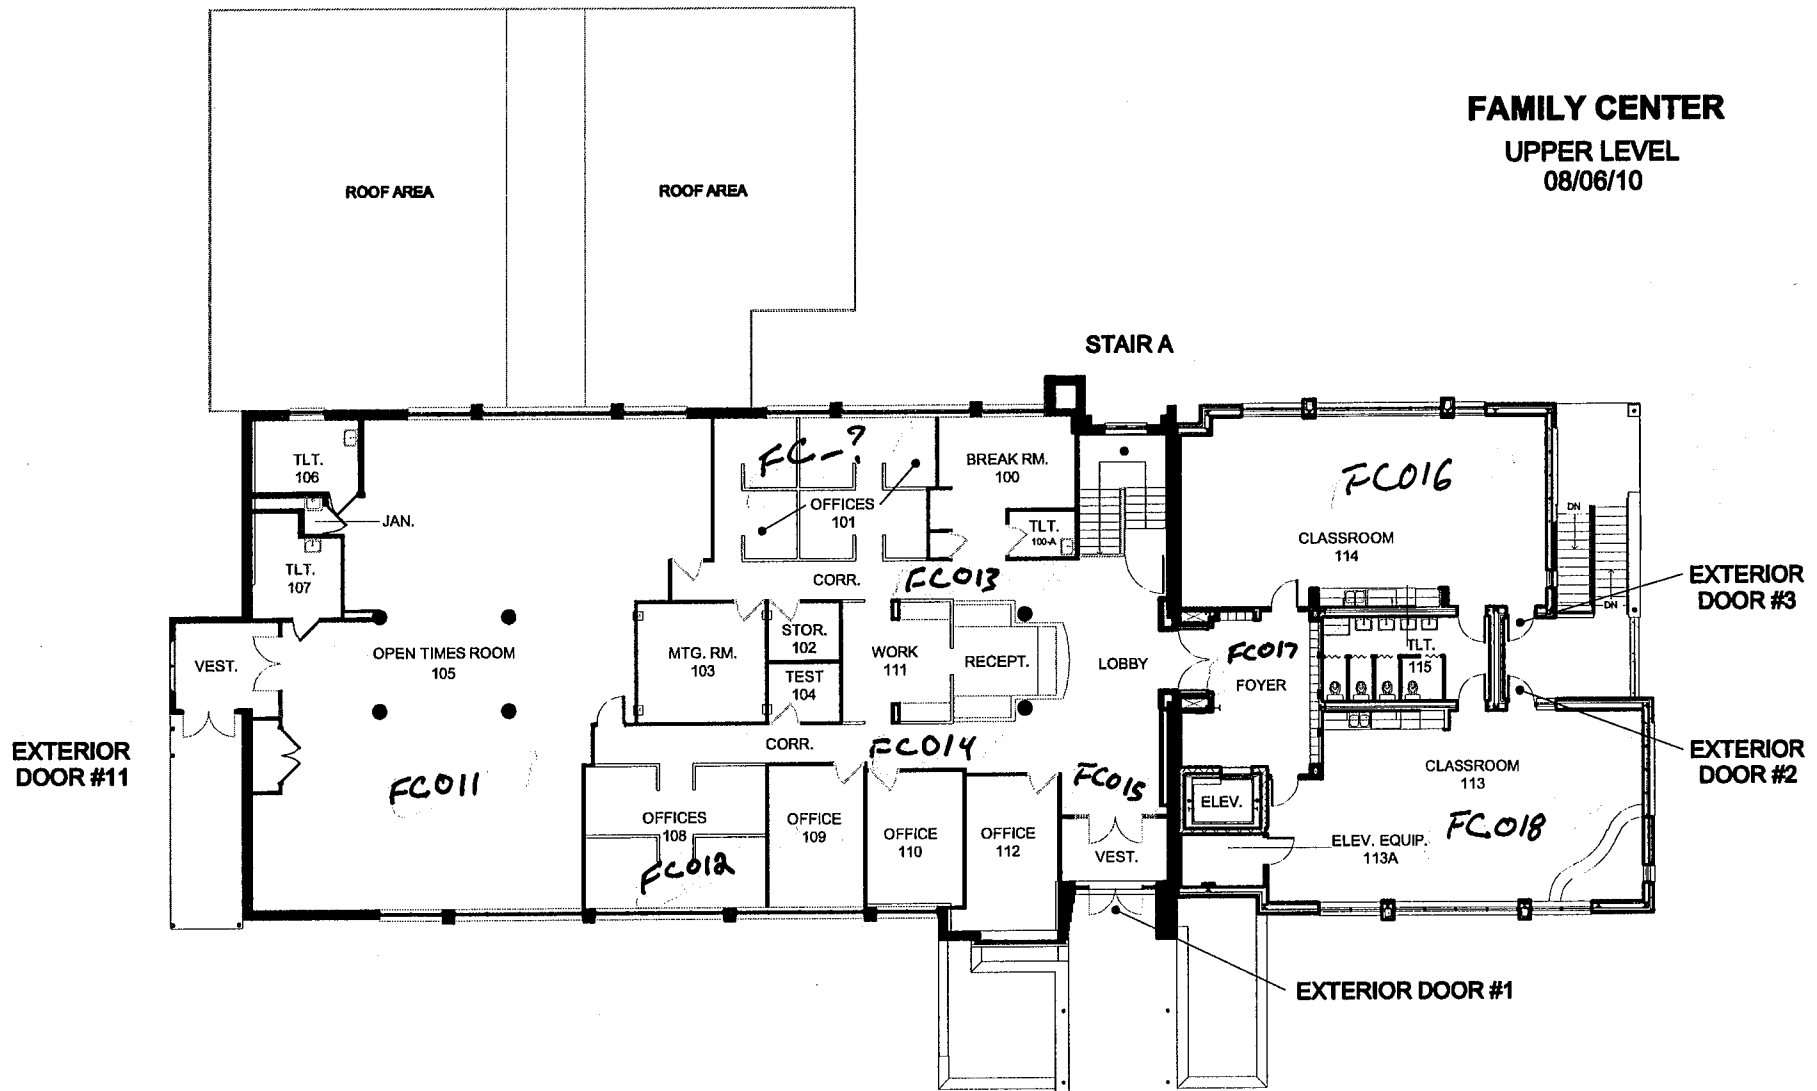 FAMILY CENTER
UPPER LEVEL
08/06/10
ROOF AREA
ROOF AREA
STAIR A
TLT.
106
JAN.
TLT.
107
FC-?
OFFICES
101
BREAK RM.
100
TLT.
100-A
FC016
CLASSROOM
114
DN
DN
EXTERIOR
DOOR #3
CORR.
FC013
VEST.
OPEN TIMES ROOM
105
MTG. RM.
103
STOR.
102
TEST
104
WORK
111
RECEPT.
LOBBY
FC017
FOYER
TLT.
115
EXTERIOR
DOOR #2
EXTERIOR
DOOR #11
CORR.
FC014
FC011
FC015
ELEV.
CLASSROOM
113
FC018
OFFICES
108
FC012
OFFICE
109
OFFICE
110
OFFICE
112
VEST.
ELEV. EQUIP.
113A
EXTERIOR DOOR #1